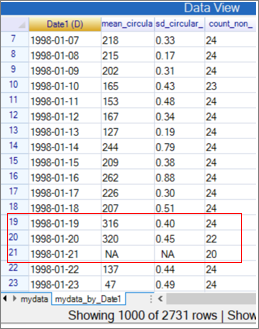 Data View
Date1 (D) mean_circula sd_circular_ count_non_
7 1998-01-07 218 0.33 24
8 1998-01-08 215 0.17 24
9 1998-01-09 202 0.31 24
10 1998-01-10 165 0.43 23
11 1998-01-11 153 0.48 24
12 1998-01-12 167 0.34 24
13 1998-01-13 127 0.19 24
14 1998-01-14 244 0.79 24
15 1998-01-15 209 0.38 24
16 1998-01-16 262 0.88 24
17 1998-01-17 226 0.30 24
18 1998-01-18 207 0.51 24
19 1998-01-19 316 0.40 24
20 1998-01-20 320 0.45 22
21 1998-01-21 NA NA 20
22 1998-01-22 137 0.44 24
23 1998-01-23 47 0.49 24
mydata mydata_by_Date1
Showing 1000 of 2731 rows | Show